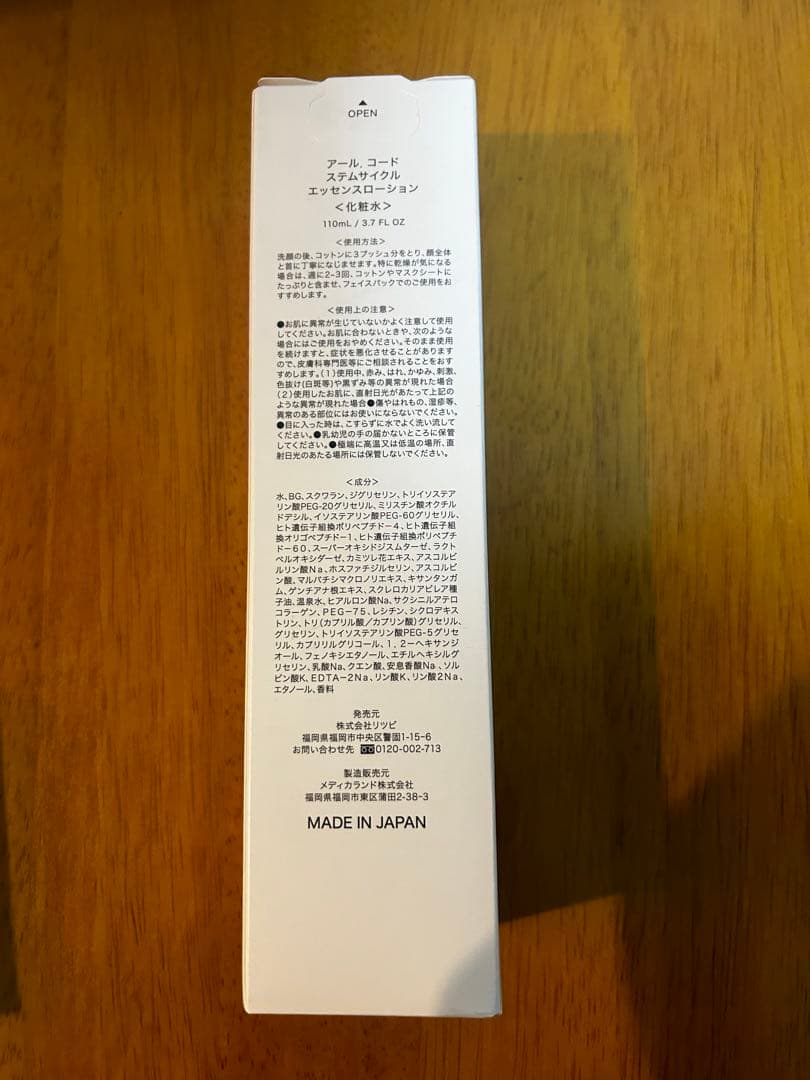 ▲
OPEN
アール. コード
ステムサイクル
エッセンスローション
＜化粧水＞
110mL / 3.7 FL OZ
＜使用方法＞
洗顔の後、コットンに3プッシュ分をとり、顔全体
と首に丁寧になじませます。特に乾燥が気になる
場合は、週に2–3回、コットンやマスクシートに
たっぷりと含ませ、フェイスパックでのご使用をお
すすめします。
＜使用上の注意＞
●お肌に異常が生じていないかよく注意して使用
してください。お肌に合わないときや、次のような
場合にはご使用をおやめください。そのまま使用
を続けますと、症状を悪化させることがあります
ので、皮膚科専門医等にご相談されることをおす
すめします。(1)使用中、赤み、はれ、かゆみ、刺激、
色抜け(白斑等)や黒ずみ等の異常が現れた場合
(2)使用したお肌に、直射日光があたって上記の
ような異常が現れた場合●傷やはれもの、湿疹等、
異常のある部位にはお使いにならないでください。
●目に入った時は、こすらずに水でよく洗い流して
ください。●乳幼児の手の届かないところに保管
してください。●極端に高温又は低温の場所、直
射日光のあたる場所には保管しないでください。
＜成分＞
水、BG、スクワラン、ジグリセリン、トリイソステア
リン酸PEG-20グリセリル、ミリスチン酸オクチル
ドデシル、イソステアリン酸PEG-60グリセリル、
ヒト遺伝子組換ポリペプチド−4、ヒト遺伝子組
換オリゴペプチド−1、ヒト遺伝子組換ポリペプチ
ド−60、スーパーオキシドジスムターゼ、ラクト
ペルオキシダーゼ、カミツレ花エキス、アスコルビ
ルリン酸Na、ホスファチジルセリン、アスコルビ
ン酸、マルバチシマクロノリエキス、キサンタンガ
ム、ゲンチアナ根エキス、スクレロカリアビレア種
子油、温泉水、ヒアルロン酸Na、サクシニルアテロ
コラーゲン、PEG−75、レシチン、シクロデキス
トリン、トリ(カプリル酸／カプリン酸)グリセリル、
グリセリン、トリイソステアリン酸PEG-5グリセ
リル、カプリリルグリコール、1, 2−ヘキサンジ
オール、フェノキシエタノール、エチルヘキシルグ
リセリン、乳酸Na、クエン酸、安息香酸Na 、ソル
ビン酸K、EDTA−2Na、リン酸K、リン酸2Na、
エタノール、香料
発売元
株式会社リツビ
福岡県福岡市中央区警固1-15-6
お問い合わせ先 0120-002-713
製造販売元
メディカランド株式会社
福岡県福岡市東区蒲田2-38-3
MADE IN JAPAN